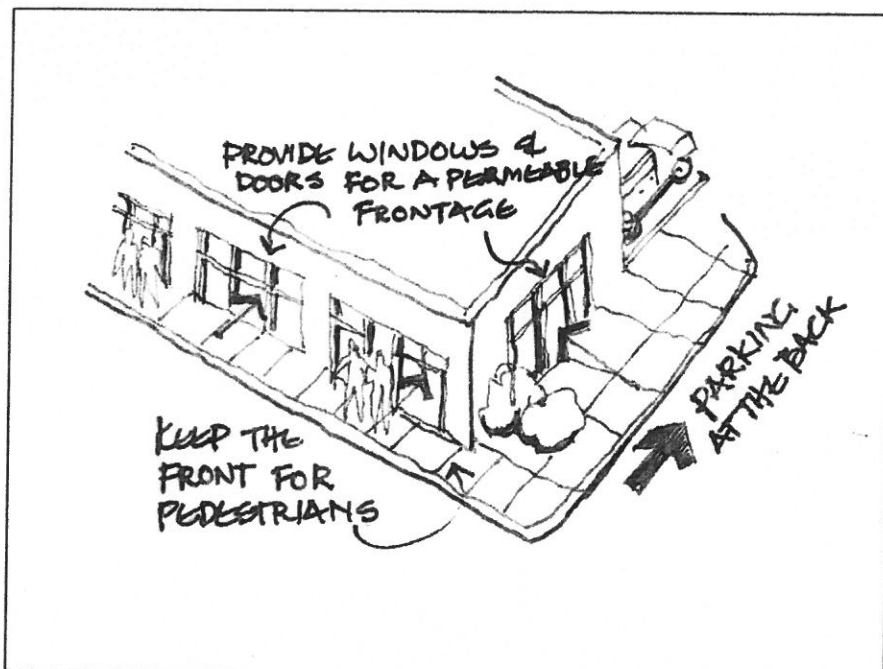 PROVIDE WINDOWS &
DOORS FOR A PERMEABLE
FRONTAGE
KEEP THE
FRONT FOR
PEDESTRIANS
PARKING
AT THE BACK